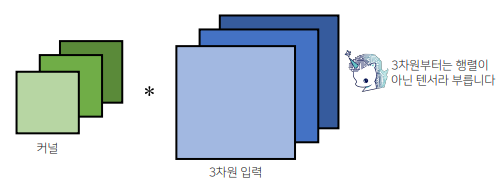 3차원부터는 행렬이
아닌 텐서라 부릅니다
*
커널
3차원 입력